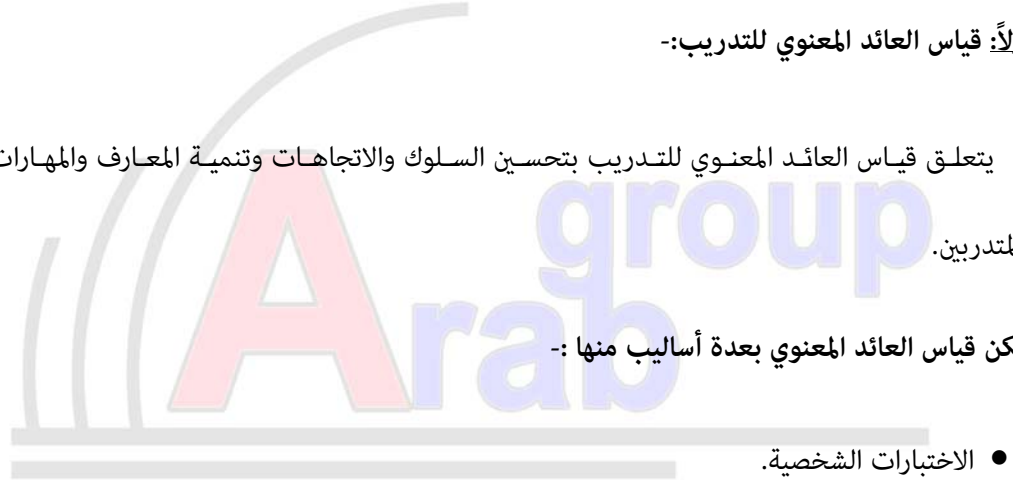 لاً: قياس العائد المعنوي للتدريب:-
يتعلق قياس العائد المعنوي للتدريب بتحسين السلوك والاتجاهات وتنمية المعارف والمهارات
لمتدربين.
كن قياس العائد المعنوي بعدة أساليب منها :-
● الاختبارات الشخصية.
Arab
group